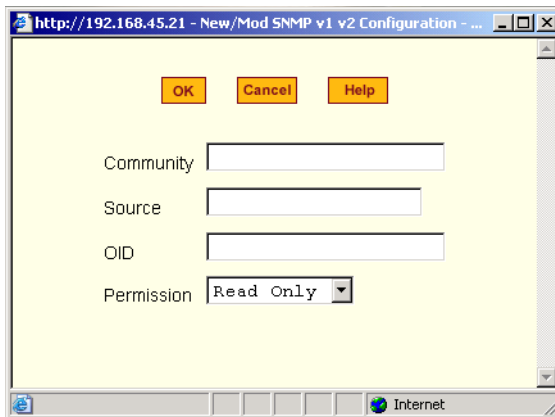 http://192.168.45.21 - New/Mod SNMP v1 v2 Configuration - ...
OK Cancel Help
Community
Source
OID
Permission Read Only
Internet